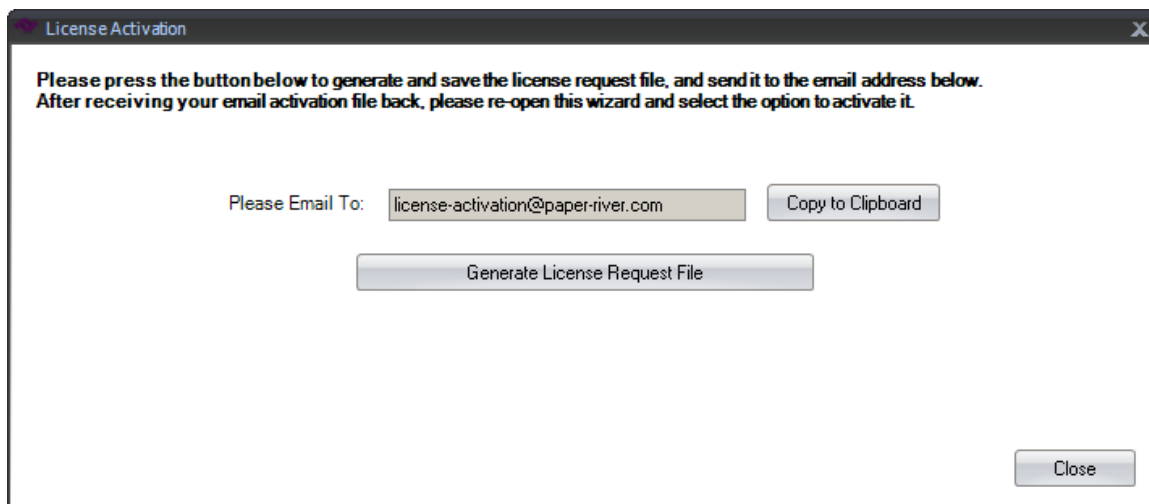 License Activation
X
Please press the button below to generate and save the license request file, and send it to the email address below.
After receiving your email activation file back, please re-open this wizard and select the option to activate it.
Please Email To: license-activation@paper-river.com Copy to Clipboard
Generate License Request File
Close